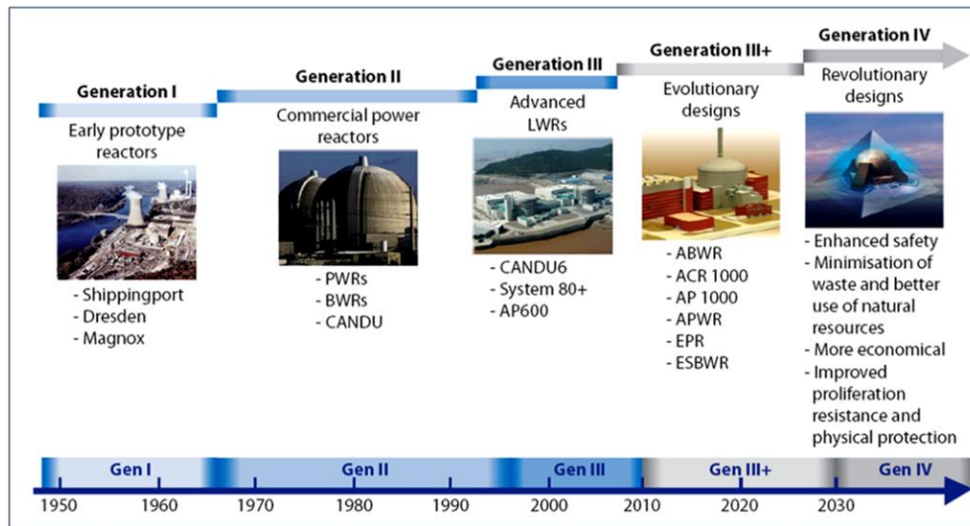 Generation I
Early prototype
reactors
- Shippingport
- Dresden
- Magnox
Generation II
Commercial power
reactors
- PWRs
- BWRs
- CANDU
Generation III
Advanced
LWRs
- CANDU6
- System 80+
- AP600
Generation III+
Evolutionary
designs
- ABWR
- ACR 1000
- AP 1000
- APWR
- EPR
- ESBWR
Generation IV
Revolutionary
designs
- Enhanced safety
- Minimisation of
waste and better
use of natural
resources
- More economical
- Improved
proliferation
resistance and
physical protection
Gen I Gen II Gen III Gen III+ Gen IV
1950 1960 1970 1980 1990 2000 2010 2020 2030